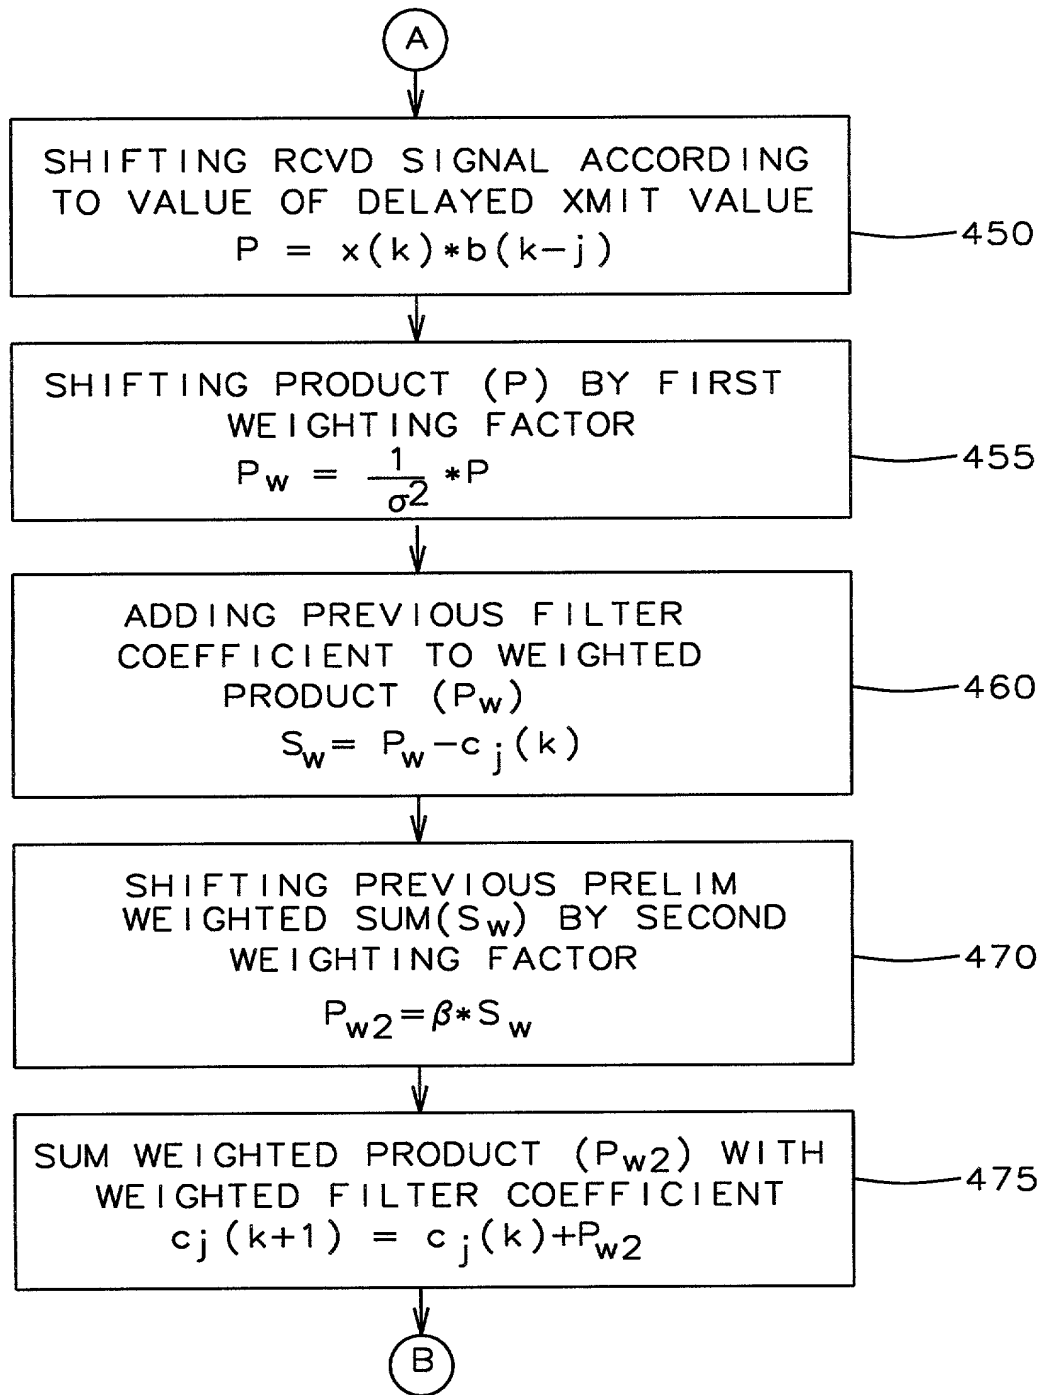 A
SHIFTING RCVD SIGNAL ACCORDING
TO VALUE OF DELAYED XMIT VALUE
P = x(k)*b(k-j)
450
SHIFTING PRODUCT (P) BY FIRST
WEIGHTING FACTOR
Pw = 1/σ2 *P
455
ADDING PREVIOUS FILTER
COEFFICIENT TO WEIGHTED
PRODUCT (Pw)
Sw= Pw-cj(k)
460
SHIFTING PREVIOUS PRELIM
WEIGHTED SUM(Sw) BY SECOND
WEIGHTING FACTOR
Pw2=β*Sw
470
SUM WEIGHTED PRODUCT (Pw2) WITH
WEIGHTED FILTER COEFFICIENT
cj(k+1) = cj(k)+Pw2
475
B